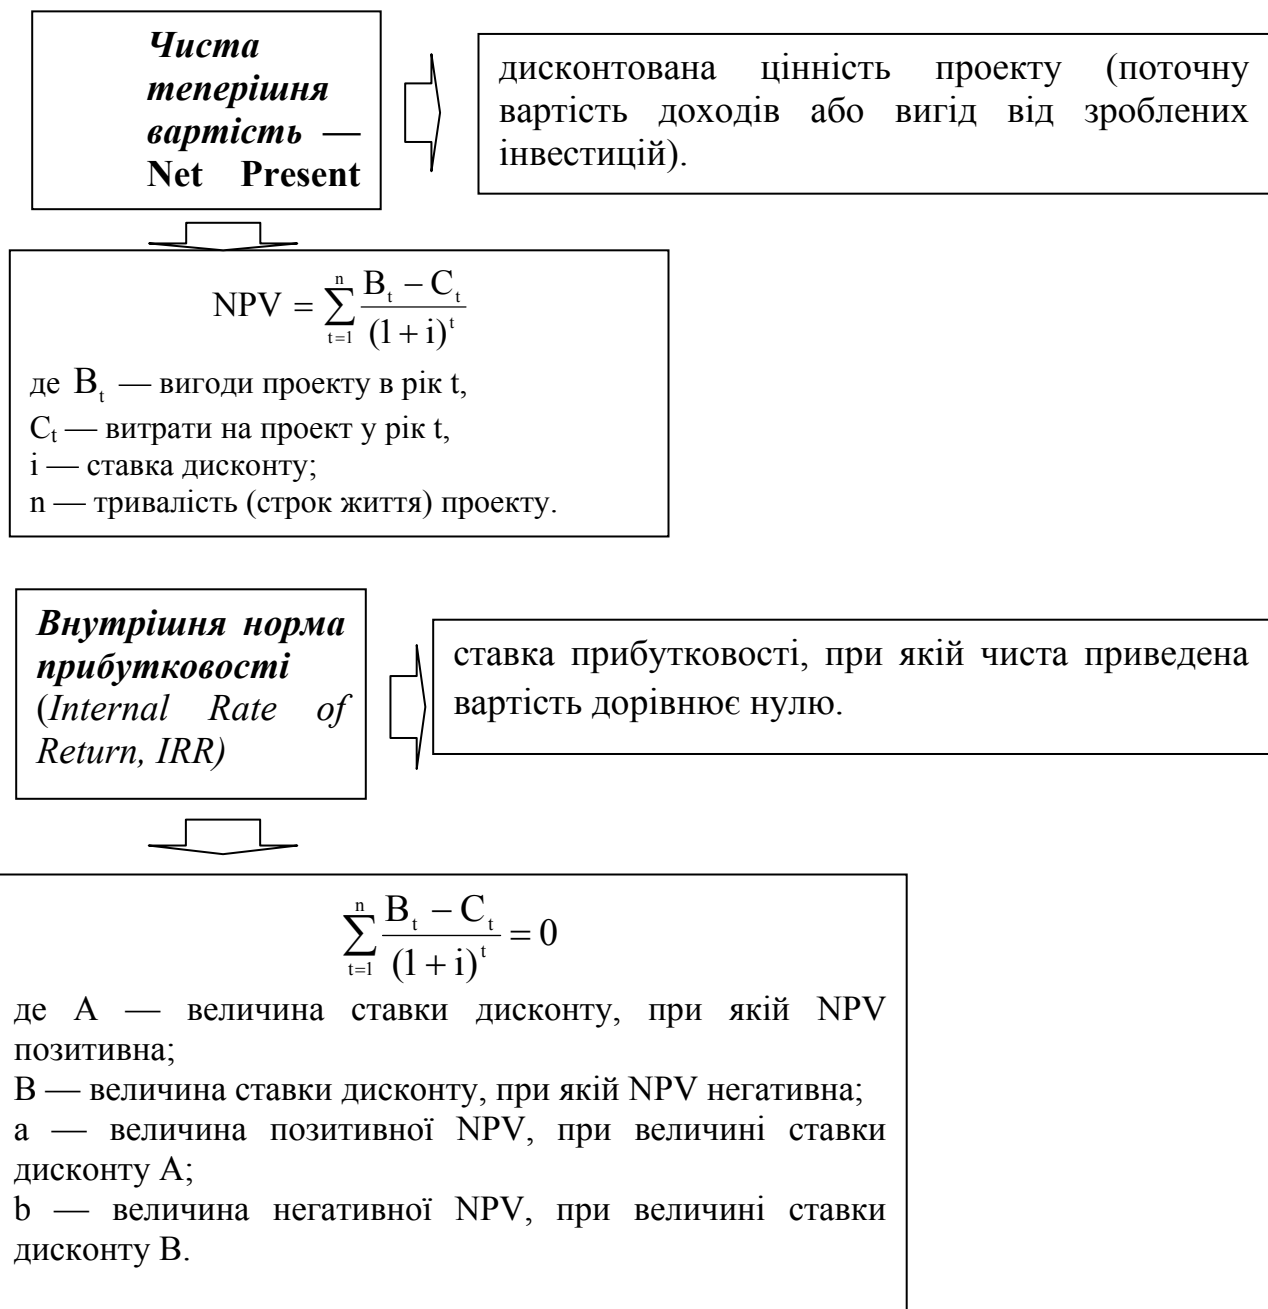 Чиста
теперішня
вартість —
Net Present
дисконтована цінність проекту (поточну
вартість доходів або вигід від зроблених
інвестицій).
NPV = ∑_{t=1}^{n} (B_t − C_t) / (1 + i)^t
де B_t — вигоди проекту в рік t,
C_t — витрати на проект у рік t,
i — ставка дисконту;
n — тривалість (строк життя) проекту.
Внутрішня норма
прибутковості
(Internal Rate of
Return, IRR)
ставка прибутковості, при якій чиста приведена
вартість дорівнює нулю.
∑_{t=1}^{n} (B_t − C_t) / (1 + i)^t = 0
де A — величина ставки дисконту, при якій NPV
позитивна;
B — величина ставки дисконту, при якій NPV негативна;
a — величина позитивної NPV, при величині ставки
дисконту A;
b — величина негативної NPV, при величині ставки
дисконту B.